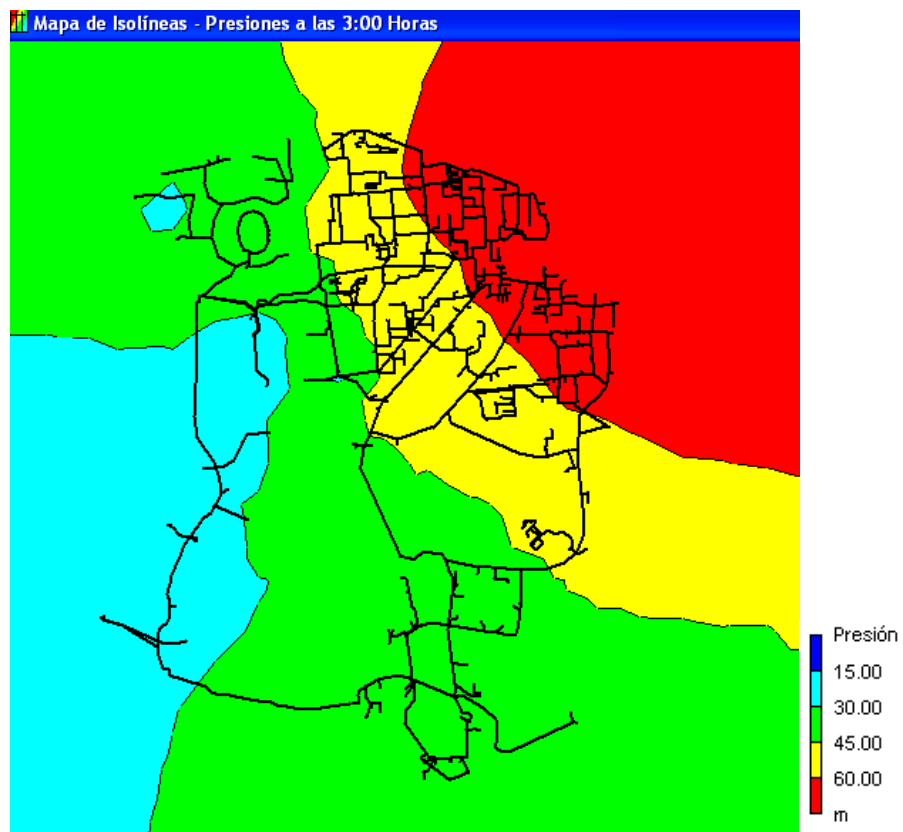 Mapa de Isolíneas - Presiones a las 3:00 Horas
Presión
15.00
30.00
45.00
60.00
m